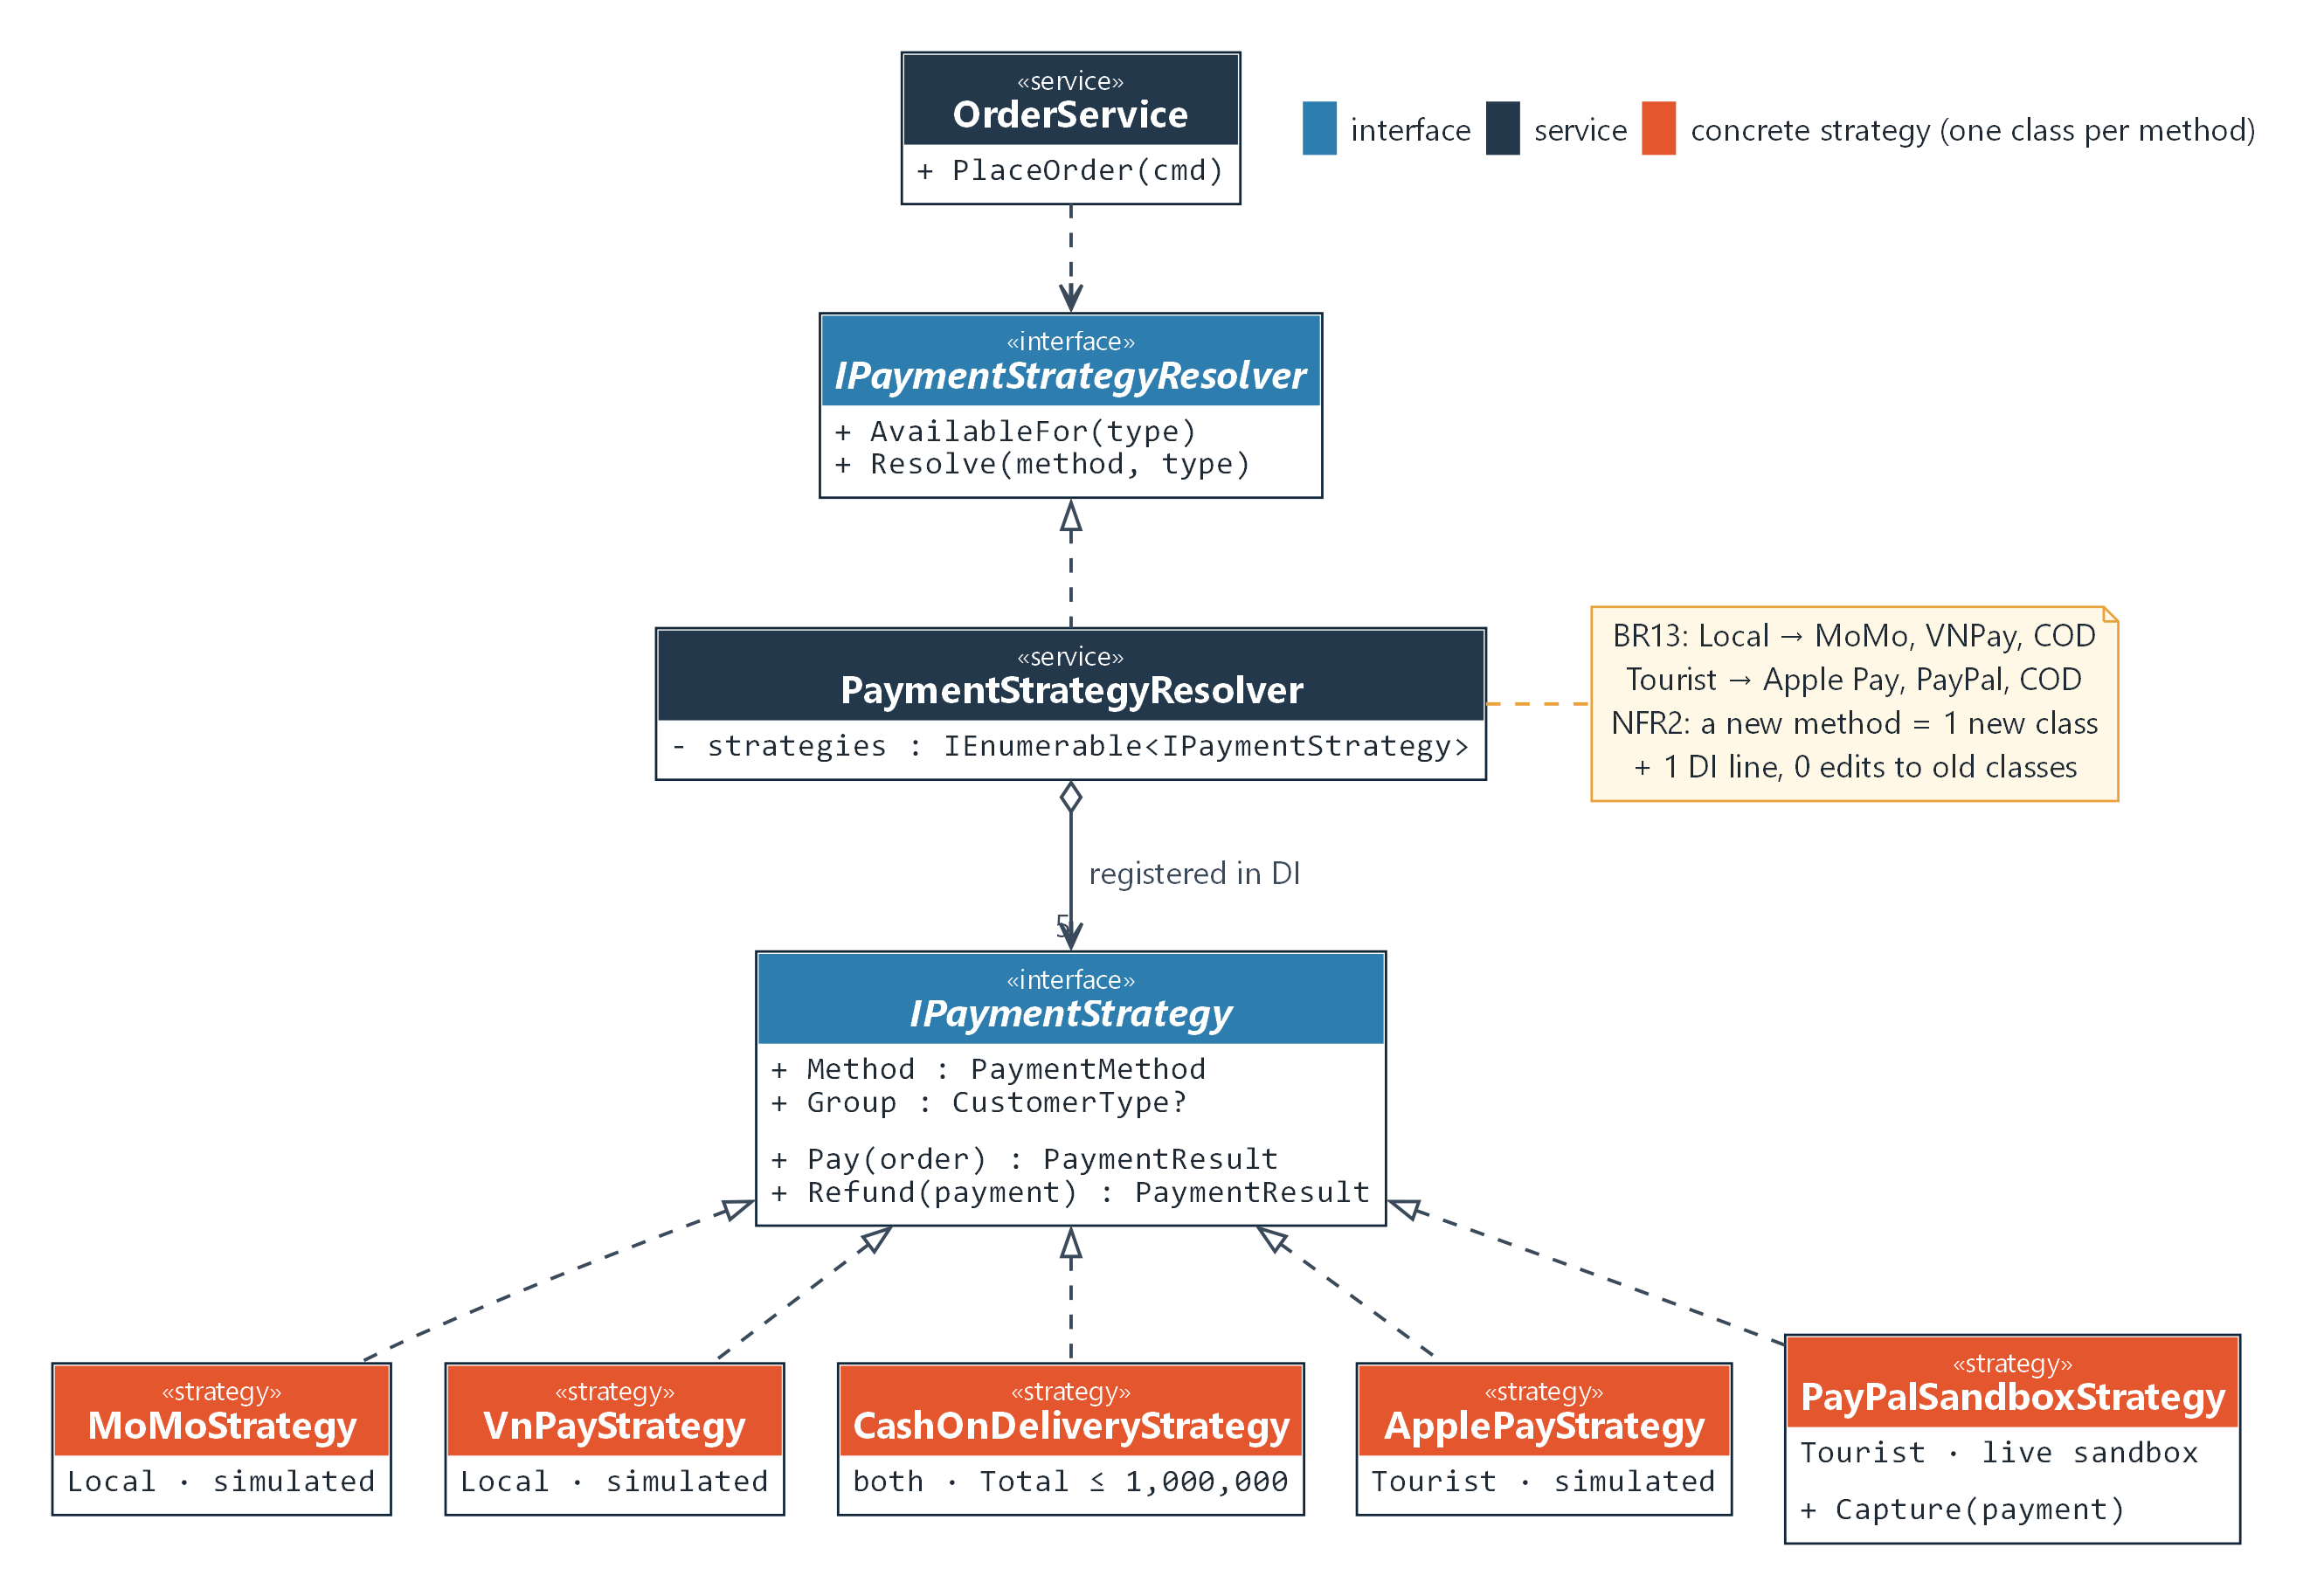 «service»
OrderService
+ PlaceOrder(cmd)
interface
service
concrete strategy (one class per method)
«interface»
IPaymentStrategyResolver
+ AvailableFor(type)
+ Resolve(method, type)
«service»
PaymentStrategyResolver
- strategies : IEnumerable<IPaymentStrategy>
BR13: Local → MoMo, VNPay, COD
Tourist → Apple Pay, PayPal, COD
NFR2: a new method = 1 new class
+ 1 DI line, 0 edits to old classes
registered in DI
5
«interface»
IPaymentStrategy
+ Method : PaymentMethod
+ Group : CustomerType?
+ Pay(order) : PaymentResult
+ Refund(payment) : PaymentResult
«strategy»
MoMoStrategy
Local · simulated
«strategy»
VnPayStrategy
Local · simulated
«strategy»
CashOnDeliveryStrategy
both · Total ≤ 1,000,000
«strategy»
ApplePayStrategy
Tourist · simulated
«strategy»
PayPalSandboxStrategy
Tourist · live sandbox
+ Capture(payment)